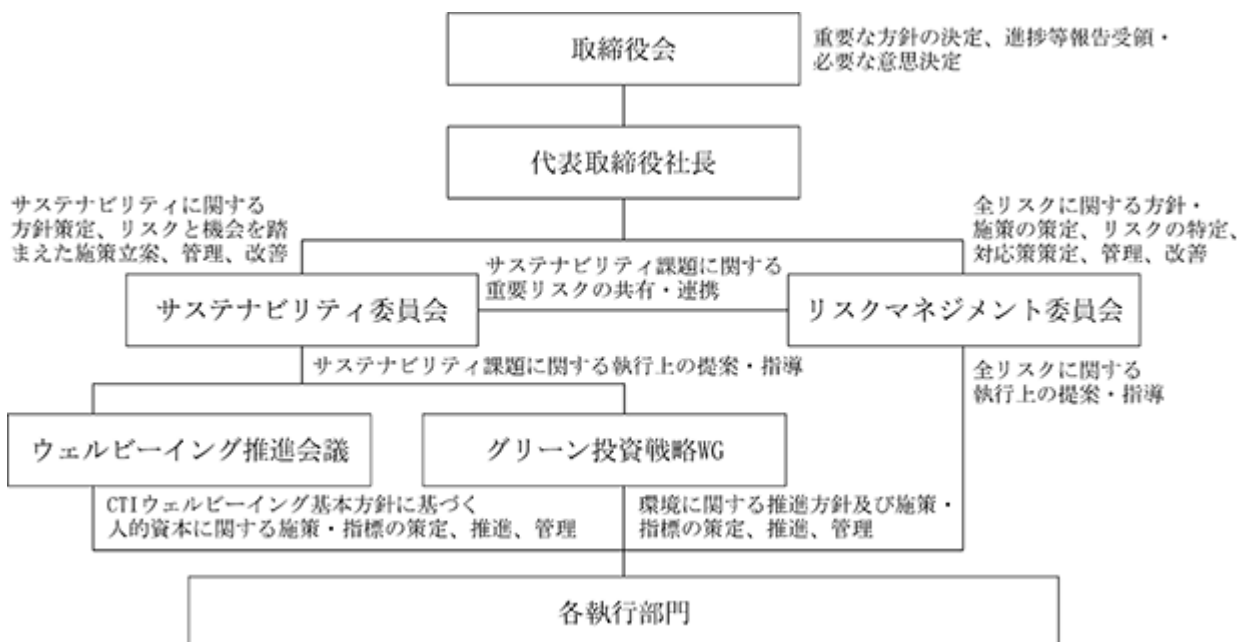 取締役会
重要な方針の決定、進捗等報告受領・
必要な意思決定
代表取締役社長
サステナビリティに関する
方針策定、リスクと機会を踏
まえた施策立案、管理、改善
全リスクに関する方針・
施策の策定、リスクの特定、
対応策策定、管理、改善
サステナビリティ課題に関する
重要リスクの共有・連携
サステナビリティ委員会
リスクマネジメント委員会
サステナビリティ課題に関する執行上の提案・指導
全リスクに関する
執行上の提案・指導
ウェルビーイング推進会議
グリーン投資戦略WG
CTIウェルビーイング基本方針に基づく
人的資本に関する施策・指標の策定、推進、管理
環境に関する推進方針及び施策・
指標の策定、推進、管理
各執行部門